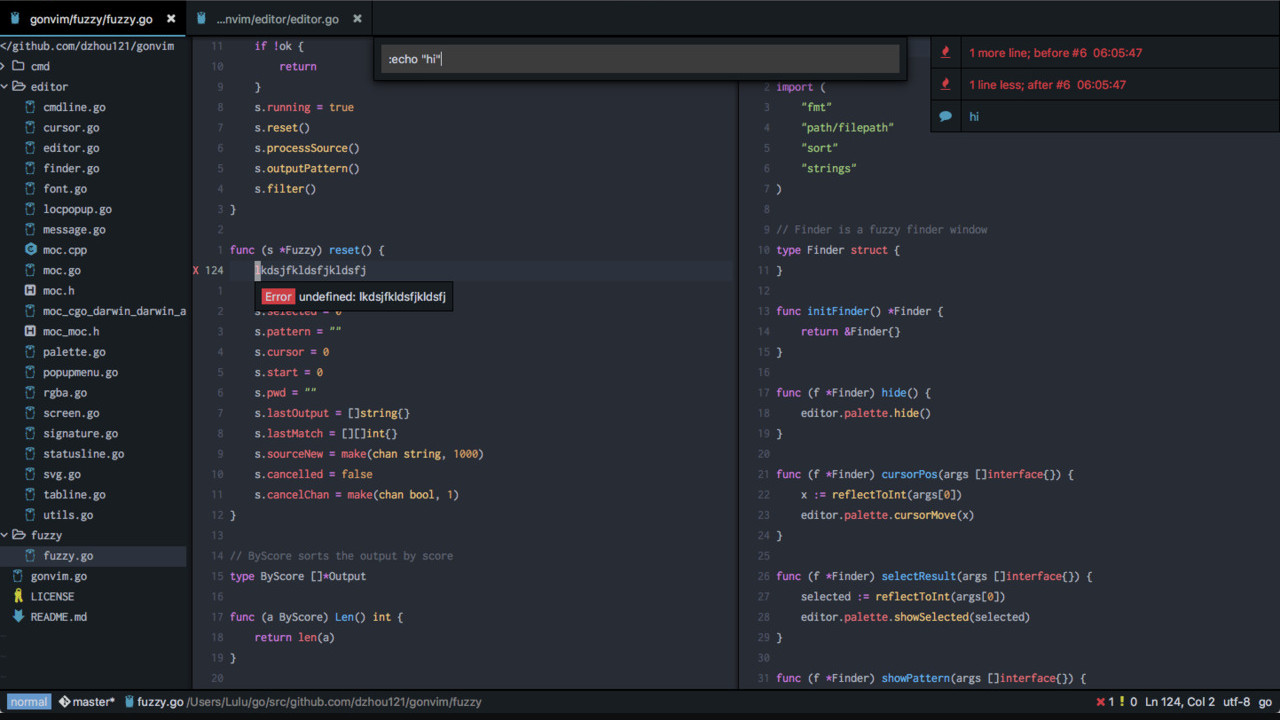 gonvim/fuzzy/fuzzy.go ×
...nvim/editor/editor.go ×
</github.com/dzhou121/gonvim
cmd
editor
cmdline.go
cursor.go
editor.go
finder.go
font.go
locpopup.go
message.go
moc.cpp
moc.go
moc.h
moc_cgo_darwin_darwin_a
moc_moc.h
palette.go
popupmenu.go
rgba.go
screen.go
signature.go
statusline.go
svg.go
tabline.go
utils.go
fuzzy
fuzzy.go
gonvim.go
LICENSE
README.md
:echo "hi"
11 if !ok {
10 return
9 }
8 s.running = true
7 s.reset()
6 s.processSource()
5 s.outputPattern()
4 s.filter()
3 }
2
1 func (s *Fuzzy) reset() {
X 124 lkdsjfkldsfjkldsfj
1
Error undefined: lkdsjfkldsfjkldsfj
2 s.selected = 0
3 s.pattern = ""
4 s.cursor = 0
5 s.start = 0
6 s.pwd = ""
7 s.lastOutput = []string{}
8 s.lastMatch = [][]int{}
9 s.sourceNew = make(chan string, 1000)
10 s.cancelled = false
11 s.cancelChan = make(chan bool, 1)
12 }
13
14 // ByScore sorts the output by score
15 type ByScore []*Output
16
17 func (a ByScore) Len() int {
18 return len(a)
19 }
20
1 more line; before #6 06:05:47
1 line less; after #6 06:05:47
hi
2 import (
3 "fmt"
4 "path/filepath"
5 "sort"
6 "strings"
7 )
8
9 // Finder is a fuzzy finder window
10 type Finder struct {
11 }
12
13 func initFinder() *Finder {
14 return &Finder{}
15 }
16
17 func (f *Finder) hide() {
18 editor.palette.hide()
19 }
20
21 func (f *Finder) cursorPos(args []interface{}) {
22 x := reflectToInt(args[0])
23 editor.palette.cursorMove(x)
24 }
25
26 func (f *Finder) selectResult(args []interface{}) {
27 selected := reflectToInt(args[0])
28 editor.palette.showSelected(selected)
29 }
30
31 func (f *Finder) showPattern(args []interface{}) {
normal master* fuzzy.go /Users/Lulu/go/src/github.com/dzhou121/gonvim/fuzzy
1 0 Ln 124, Col 2 utf-8 go